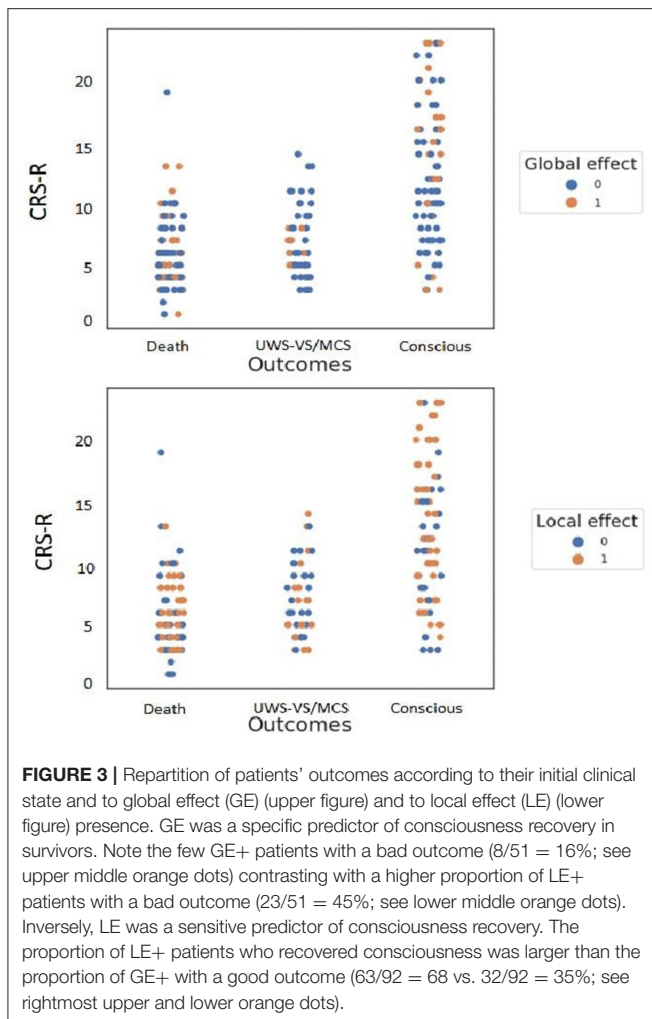 20
15
10
5
0
CRS-R
Death UWS-VS/MCS Conscious
Outcomes
Global effect
0
1
20
15
10
5
0
CRS-R
Death UWS-VS/MCS Conscious
Outcomes
Local effect
0
1
FIGURE 3 | Repartition of patients' outcomes according to their initial clinical
state and to global effect (GE) (upper figure) and to local effect (LE) (lower
figure) presence. GE was a specific predictor of consciousness recovery in
survivors. Note the few GE+ patients with a bad outcome (8/51 = 16%; see
upper middle orange dots) contrasting with a higher proportion of LE+
patients with a bad outcome (23/51 = 45%; see lower middle orange dots).
Inversely, LE was a sensitive predictor of consciousness recovery. The
proportion of LE+ patients who recovered consciousness was larger than the
proportion of GE+ with a good outcome (63/92 = 68 vs. 32/92 = 35%; see
rightmost upper and lower orange dots).